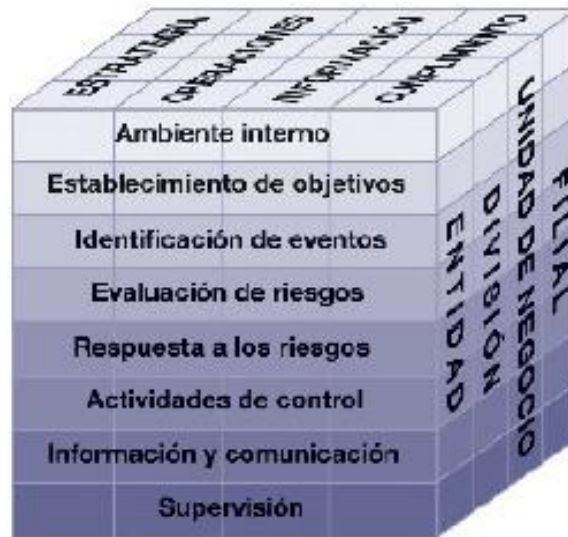 ESTRATEGIA
OPERACIONES
INFORMACIÓN
CUMPLIMIENTO
Ambiente interno
Establecimiento de objetivos
Identificación de eventos
Evaluación de riesgos
Respuesta a los riesgos
Actividades de control
Información y comunicación
Supervisión
ENTIDAD
DIVISIÓN
UNIDAD DE NEGOCIO
FILIAL